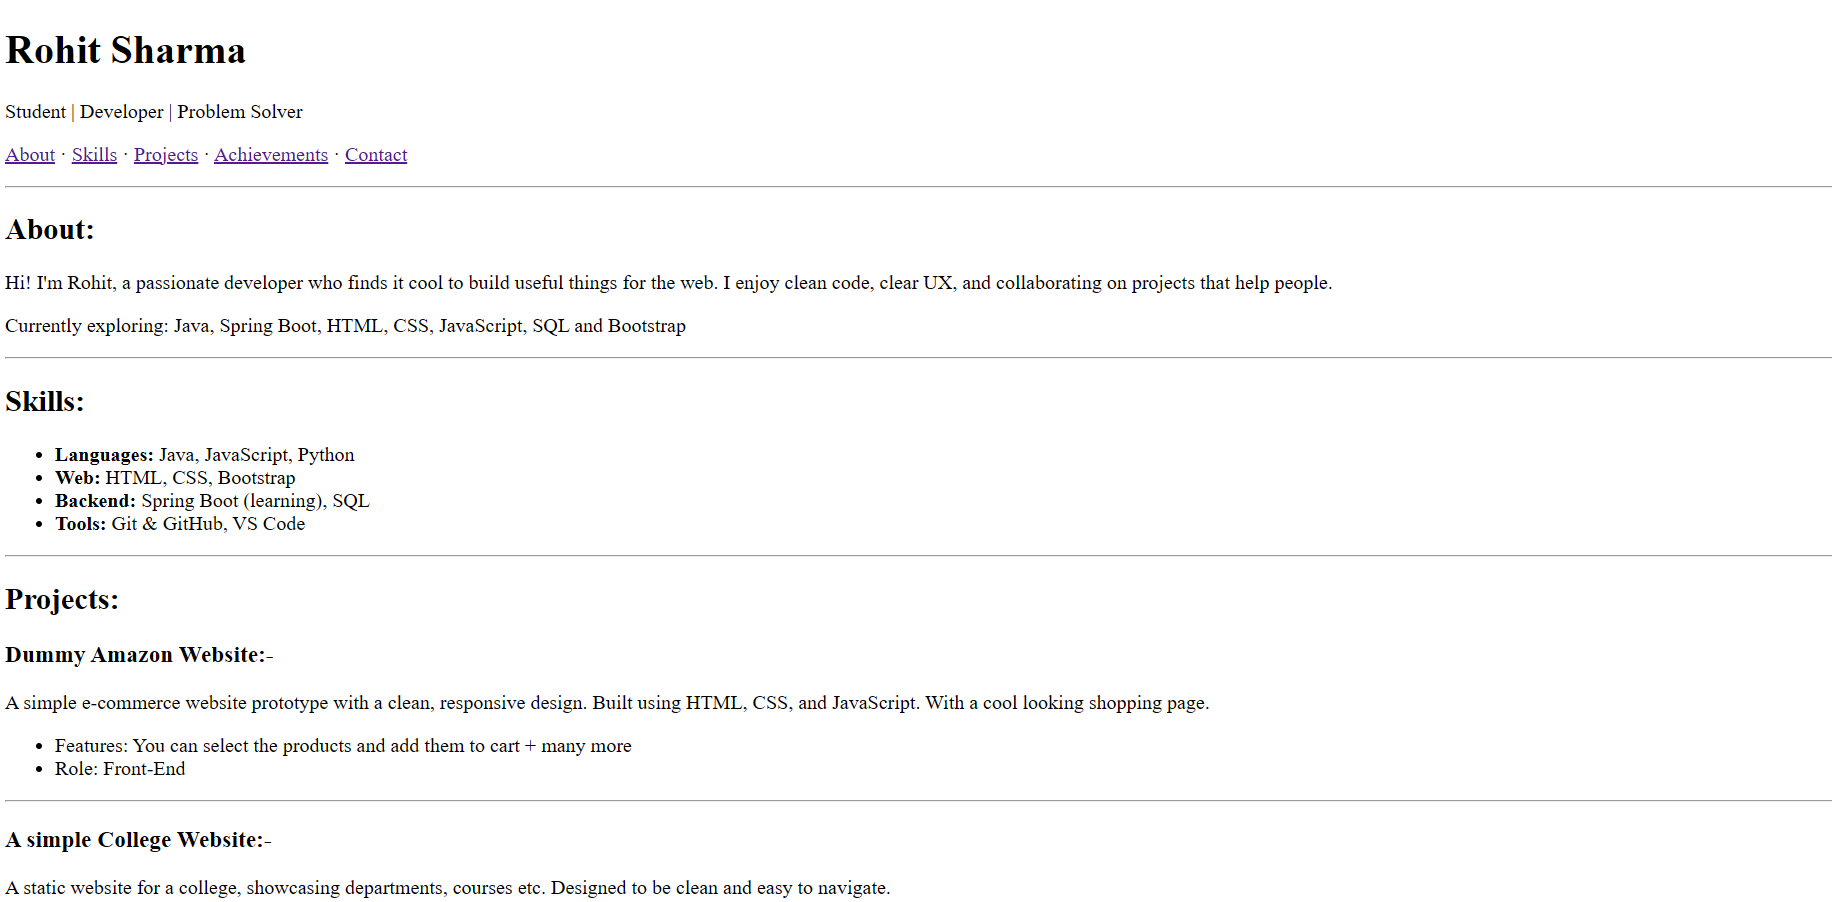 Rohit Sharma
Student | Developer | Problem Solver
About · Skills · Projects · Achievements · Contact
About:
Hi! I'm Rohit, a passionate developer who finds it cool to build useful things for the web. I enjoy clean code, clear UX, and collaborating on projects that help people.
Currently exploring: Java, Spring Boot, HTML, CSS, JavaScript, SQL and Bootstrap
Skills:
• Languages: Java, JavaScript, Python
• Web: HTML, CSS, Bootstrap
• Backend: Spring Boot (learning), SQL
• Tools: Git & GitHub, VS Code
Projects:
Dummy Amazon Website:-
A simple e-commerce website prototype with a clean, responsive design. Built using HTML, CSS, and JavaScript. With a cool looking shopping page.
• Features: You can select the products and add them to cart + many more
• Role: Front-End
A simple College Website:-
A static website for a college, showcasing departments, courses etc. Designed to be clean and easy to navigate.